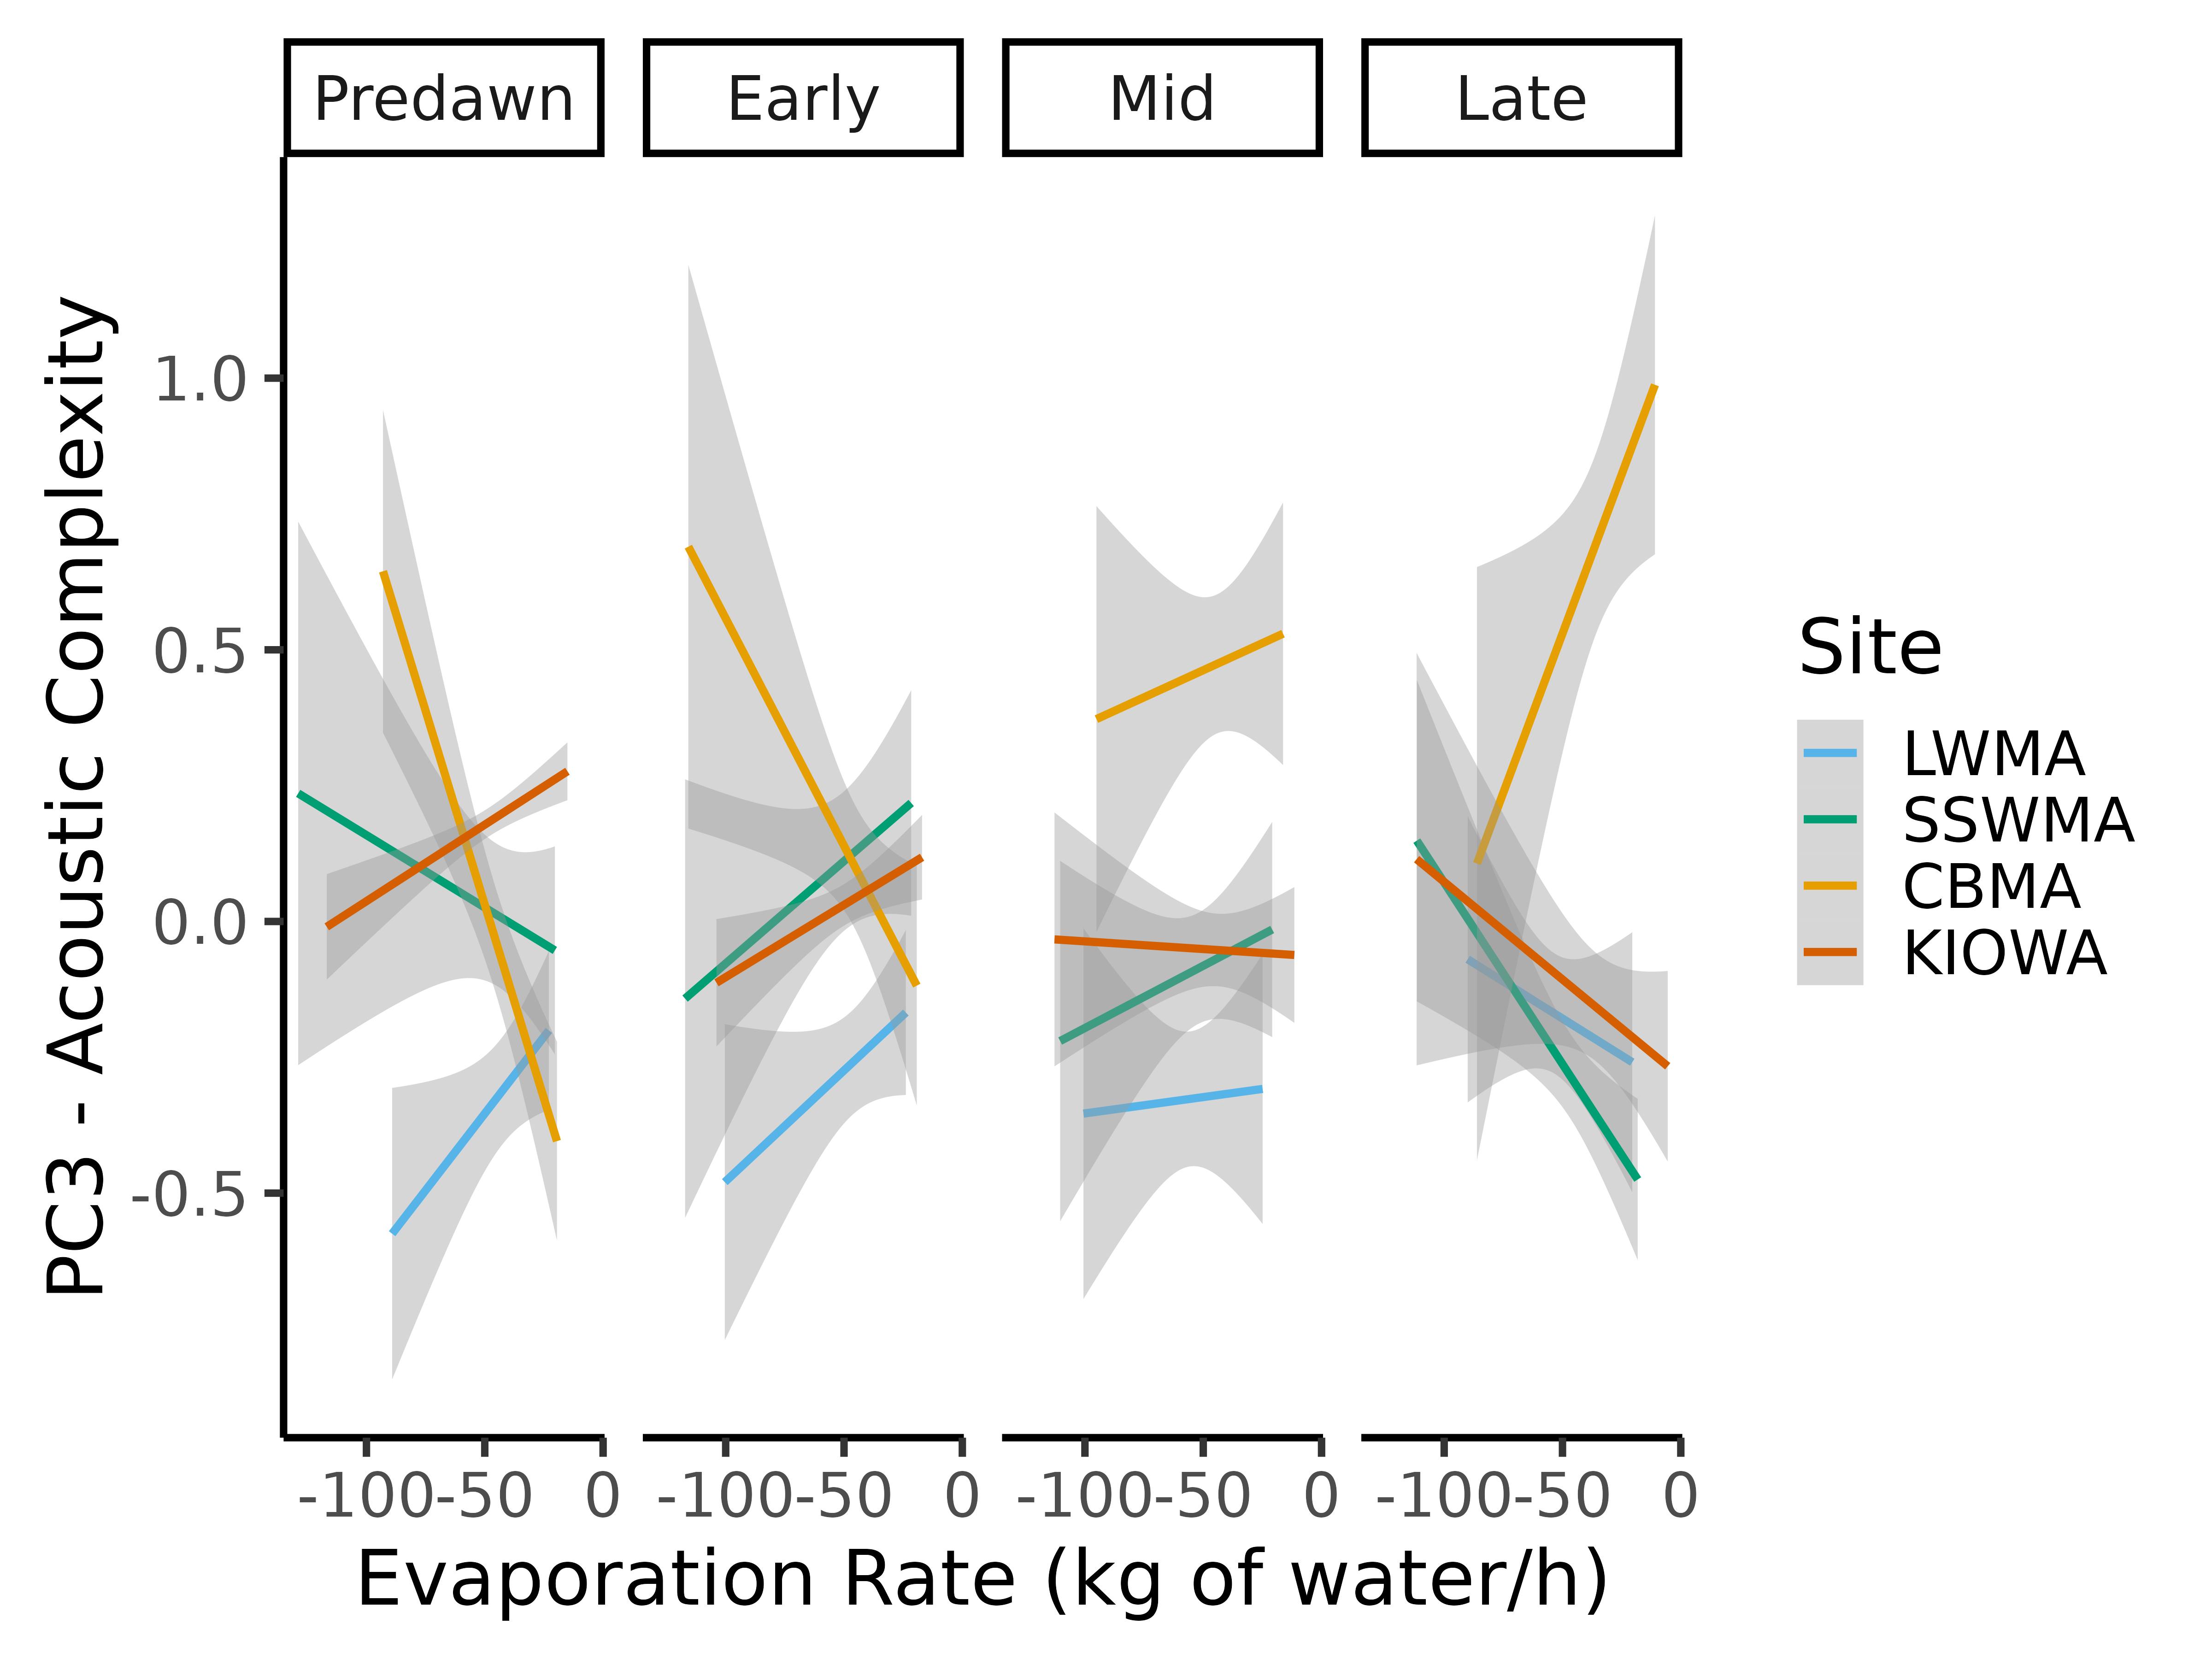 Predawn Early Mid Late
PC3 - Acoustic Complexity
1.0
0.5
0.0
-0.5
-100 -50 0 -100 -50 0 -100 -50 0 -100 -50 0
Evaporation Rate (kg of water/h)
Site
LWMA
SSWMA
CBMA
KIOWA